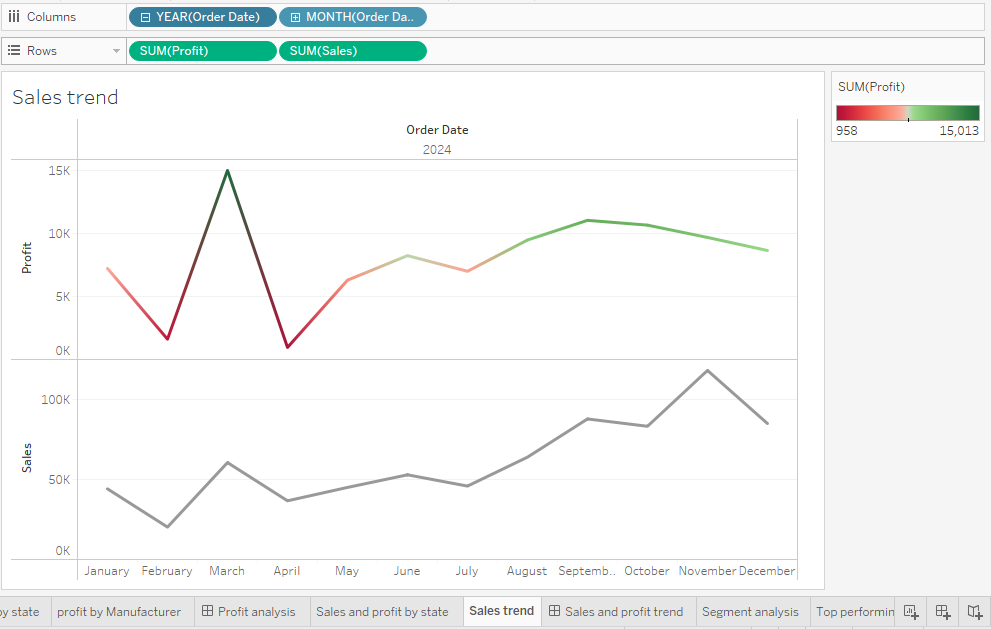 Columns
YEAR(Order Date)
MONTH(Order Da..
Rows
SUM(Profit)
SUM(Sales)
Sales trend
Order Date
2024
Profit
15K
10K
5K
0K
Sales
100K
50K
0K
January February March April May June July August Septemb.. October November December
SUM(Profit)
958 15,013
by state profit by Manufacturer Profit analysis Sales and profit by state Sales trend Sales and profit trend Segment analysis Top performin